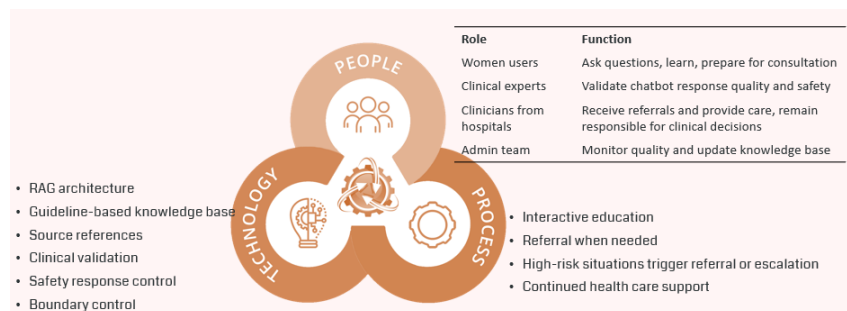 Role Function
Women users Ask questions, learn, prepare for consultation
Clinical experts Validate chatbot response quality and safety
Clinicians from Receive referrals and provide care, remain
hospitals responsible for clinical decisions
Admin team Monitor quality and update knowledge base
PEOPLE
TECHNOLOGY
PROCESS
• RAG architecture
• Guideline-based knowledge base
• Source references
• Clinical validation
• Safety response control
• Boundary control
• Interactive education
• Referral when needed
• High-risk situations trigger referral or escalation
• Continued health care support